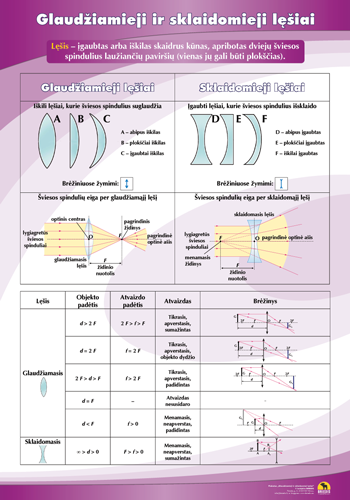 Glaudžiamieji ir sklaidomieji lęšiai
Lęšis – įgaubtas arba iškilas skaidrus kūnas, apribotas dviejų šviesos
spindulius laužiančių paviršių (vienas jų gali būti plokščias).
Glaudžiamieji lęšiai
Iškili lęšiai, kurie šviesos spindulius suglaudžia
A B C
A – abipus iškilas
B – plokščiai iškilas
C – įgaubtai iškilas
Brėžiniuose žymimi:
Šviesos spindulių eiga per glaudžiamąjį lęšį
optinis centras
pagrindinis
židinys
lygiagretūs
šviesos
spinduliai
D
F
pagrindinė
optinė ašis
glaudžiamasis
lęšis
F
židinio
nuotolis
Sklaidomieji lęšiai
Įgaubti lęšiai, kurie šviesos spindulius išsklaido
D E F
D – abipus įgaubtas
E – plokščiai įgaubtas
F – iškilai įgaubtas
Brėžiniuose žymimi:
Šviesos spindulių eiga per sklaidomąjį lęšį
sklaidomasis lęšis
lygiagretūs
šviesos
spinduliai
F
O
pagrindinė optinė ašis
menamasis
židinys
F
židinio
nuotolis
Lęšis Objekto padėtis Atvaizdo padėtis Atvaizdas Brėžinys
Glaudžiamasis
d > 2 F 2 F > f > F Tikrasis, apverstasis, sumažintas
d = 2 F f = 2 F Tikrasis, apverstasis, objekto dydžio
2 F > d > F f > 2 F Tikrasis, apverstasis, padidintas
d = F – Atvaizdas nesusidaro
d < F f > 0 Menamasis, neapverstas, padidintas
Sklaidomasis
∞ > d > 0 F > f > 0 Menamasis, neapverstas, sumažintas